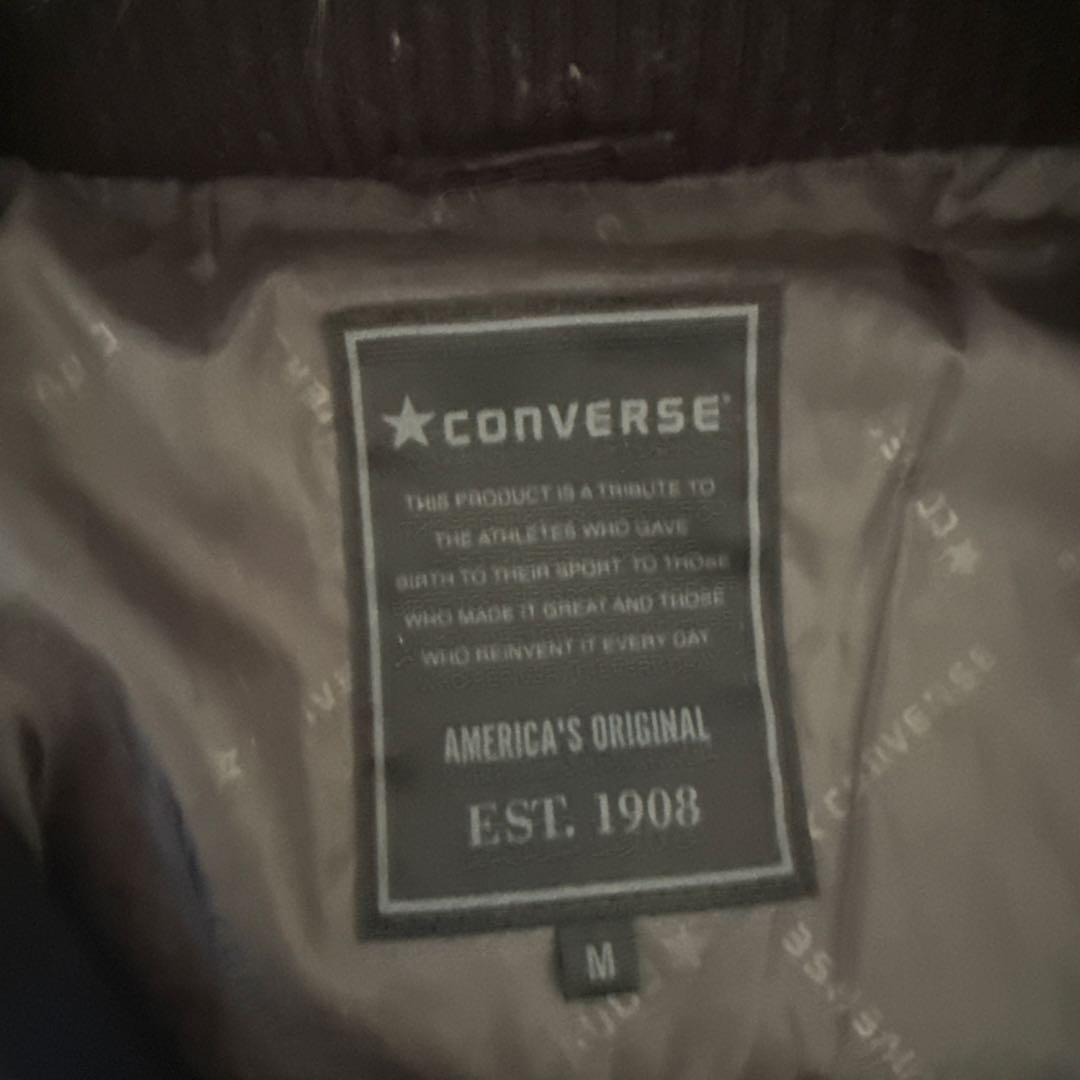 ★CONVERSE®
THIS PRODUCT IS A TRIBUTE TO
THE ATHLETES WHO GAVE
BIRTH TO THEIR SPORT TO THOSE
WHO MADE IT GREAT AND THOSE
WHO REINVENT IT EVERY DAY
AMERICA'S ORIGINAL
EST. 1908
M
CONVERSE